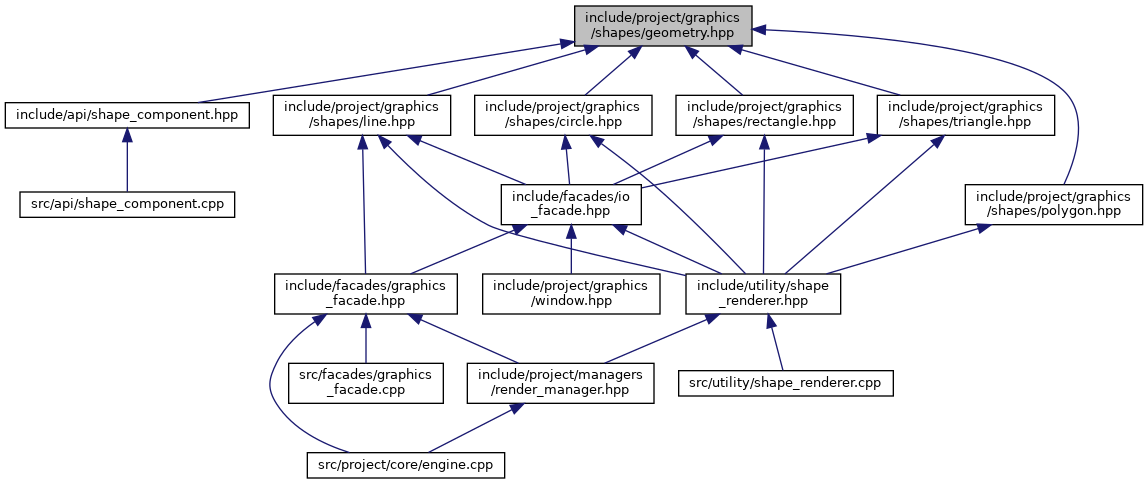 include/project/graphics
/shapes/geometry.hpp
include/api/shape_component.hpp
include/project/graphics
/shapes/line.hpp
include/project/graphics
/shapes/circle.hpp
include/project/graphics
/shapes/rectangle.hpp
include/project/graphics
/shapes/triangle.hpp
src/api/shape_component.cpp
include/facades/io
_facade.hpp
include/project/graphics
/shapes/polygon.hpp
include/facades/graphics
_facade.hpp
include/project/graphics
/window.hpp
include/utility/shape
_renderer.hpp
src/facades/graphics
_facade.cpp
include/project/managers
/render_manager.hpp
src/utility/shape_renderer.cpp
src/project/core/engine.cpp